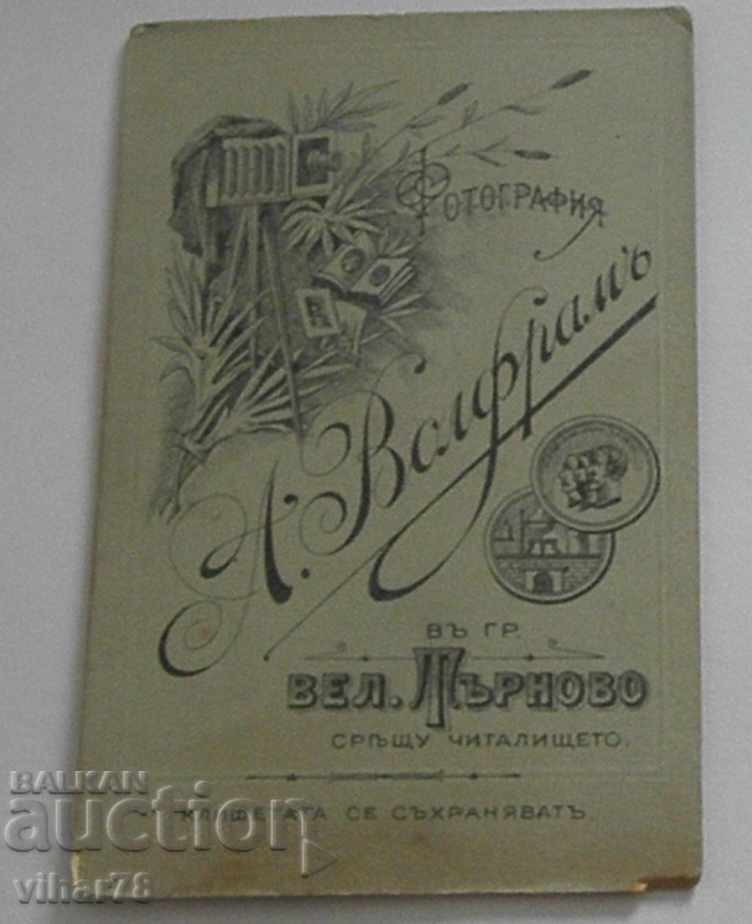 Фотография
А. Волфрамъ
ВЪ ГР.
ВЕЛ. ТЪРНОВО
СРѢЩУ ЧИТАЛИЩЕТО.
КЛИШЕТАТА СЕ СЪХРАНЯВАТЪ.
BALKAN
auction
vihar78